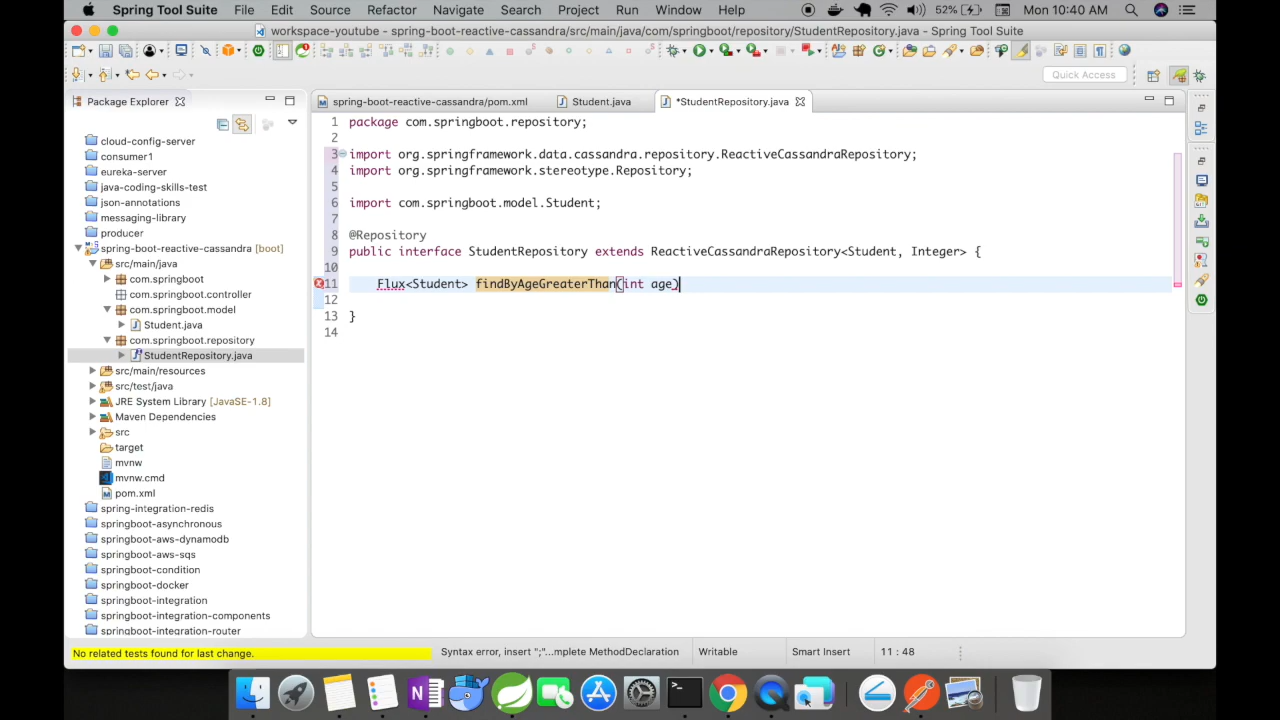 Spring Tool Suite File Edit Source Refactor Navigate Search Project Run Window Help 52% Mon 10:40 AM
workspace-youtube - spring-boot-reactive-cassandra/src/main/java/com/springboot/repository/StudentRepository.java - Spring Tool Suite
Quick Access
Package Explorer
spring-boot-reactive-cassandra/pom.xml Student.java *StudentRepository.java
cloud-config-server
consumer1
eureka-server
java-coding-skills-test
json-annotations
messaging-library
producer
spring-boot-reactive-cassandra [boot]
src/main/java
com.springboot
com.springboot.controller
com.springboot.model
Student.java
com.springboot.repository
StudentRepository.java
src/main/resources
src/test/java
JRE System Library [JavaSE-1.8]
Maven Dependencies
src
target
mvnw
mvnw.cmd
pom.xml
spring-integration-redis
springboot-asynchronous
springboot-aws-dynamodb
springboot-aws-sqs
springboot-condition
springboot-docker
springboot-integration
springboot-integration-components
springboot-integration-router
1 package com.springboot.repository;
2
3 import org.springframework.data.cassandra.repository.ReactiveCassandraRepository;
4 import org.springframework.stereotype.Repository;
5
6 import com.springboot.model.Student;
7
8 @Repository
9 public interface StudentRepository extends ReactiveCassandraRepository<Student, Integer> {
10
11 Flux<Student> findByAgeGreaterThan(int age)
12
13 }
14
No related tests found for last change. Syntax error, insert ";"...mplete MethodDeclaration Writable Smart Insert 11 : 48